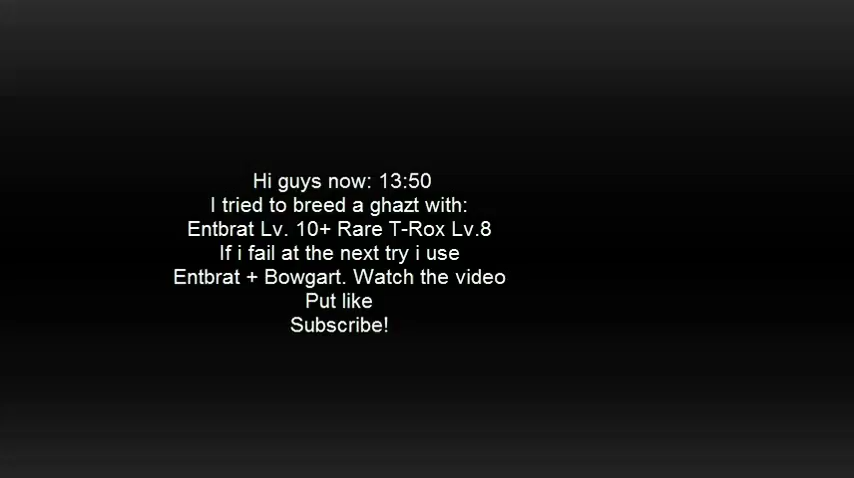 Hi guys now: 13:50
I tried to breed a ghazt with:
Entbrat Lv. 10+ Rare T-Rox Lv.8
If i fail at the next try i use
Entbrat + Bowgart. Watch the video
Put like
Subscribe!